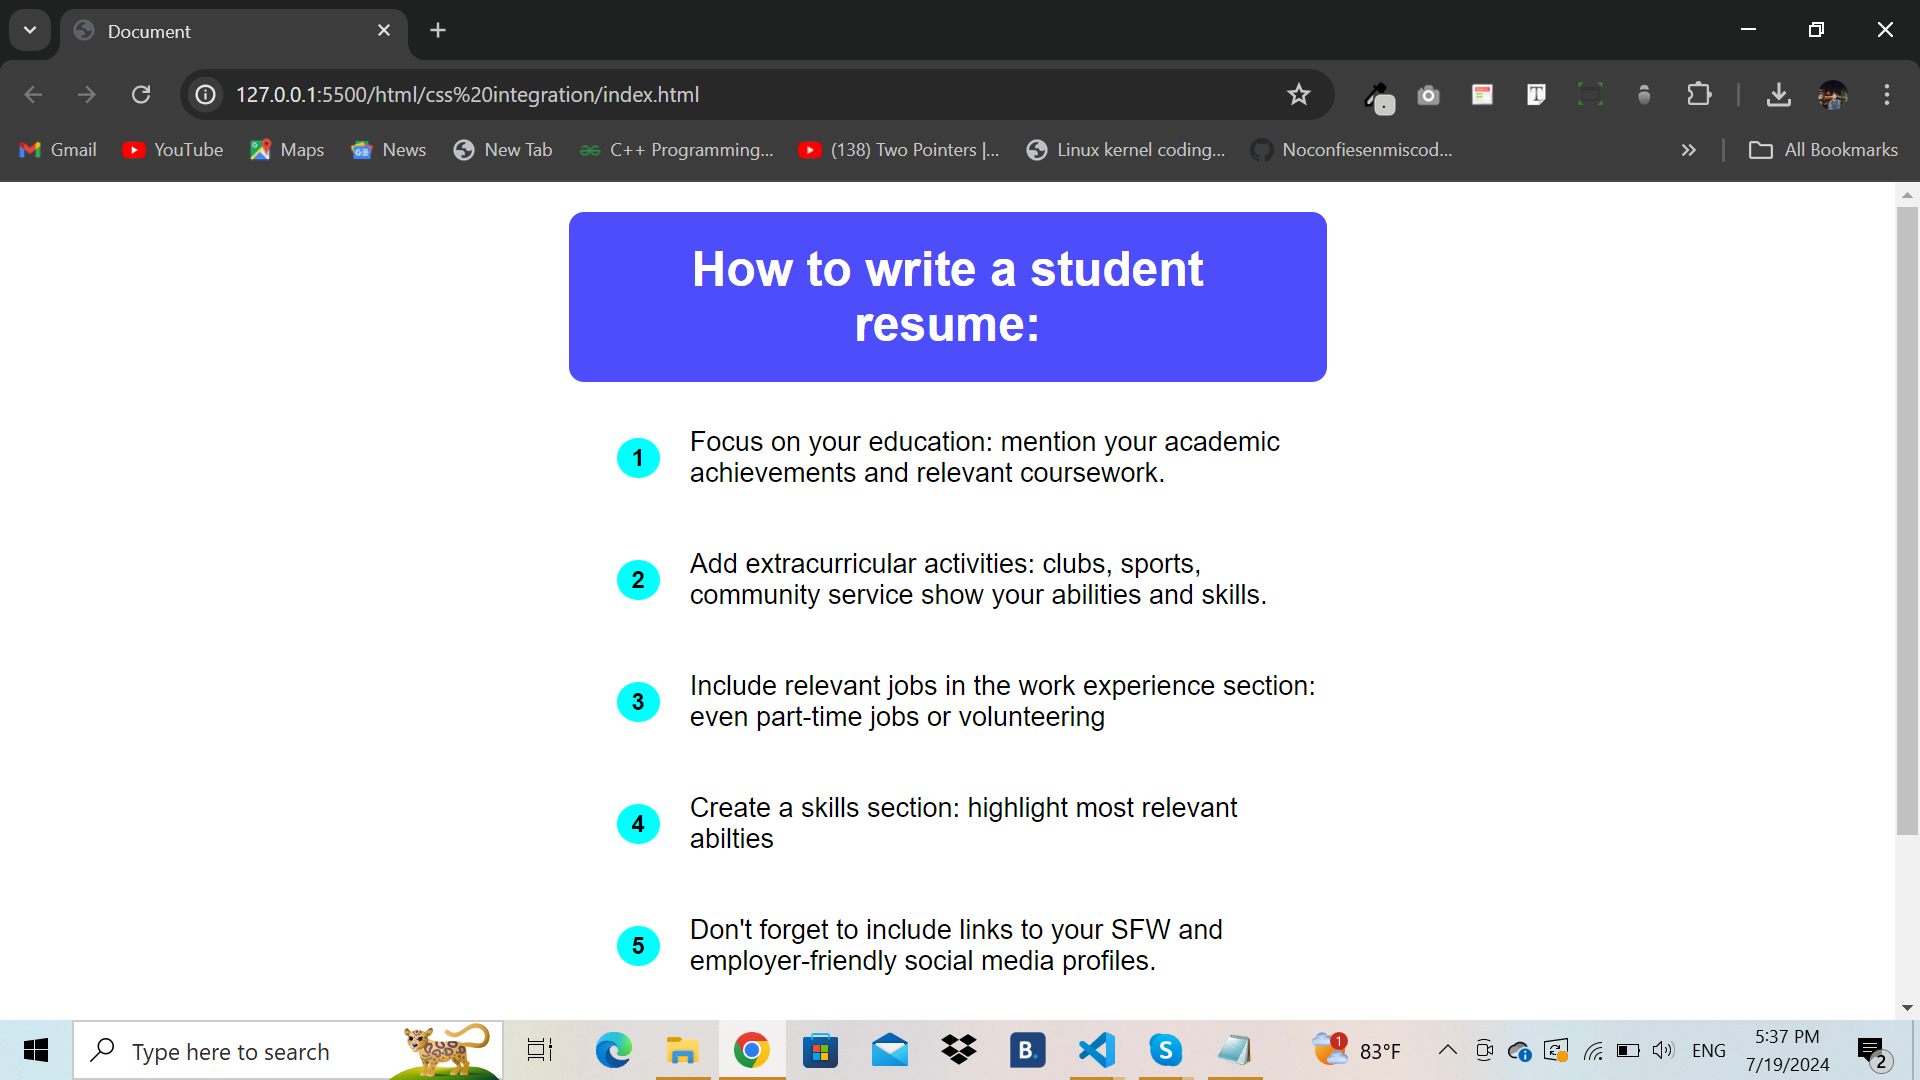 Document
127.0.0.1:5500/html/css%20integration/index.html
Gmail
YouTube
Maps
News
New Tab
C++ Programming...
(138) Two Pointers |...
Linux kernel coding...
Noconfiesenmiscod...
All Bookmarks
How to write a student
resume:
1
Focus on your education: mention your academic
achievements and relevant coursework.
2
Add extracurricular activities: clubs, sports,
community service show your abilities and skills.
3
Include relevant jobs in the work experience section:
even part-time jobs or volunteering
4
Create a skills section: highlight most relevant
abilties
5
Don't forget to include links to your SFW and
employer-friendly social media profiles.
Type here to search
B.
S
1
83°F
ENG
5:37 PM
7/19/2024
2